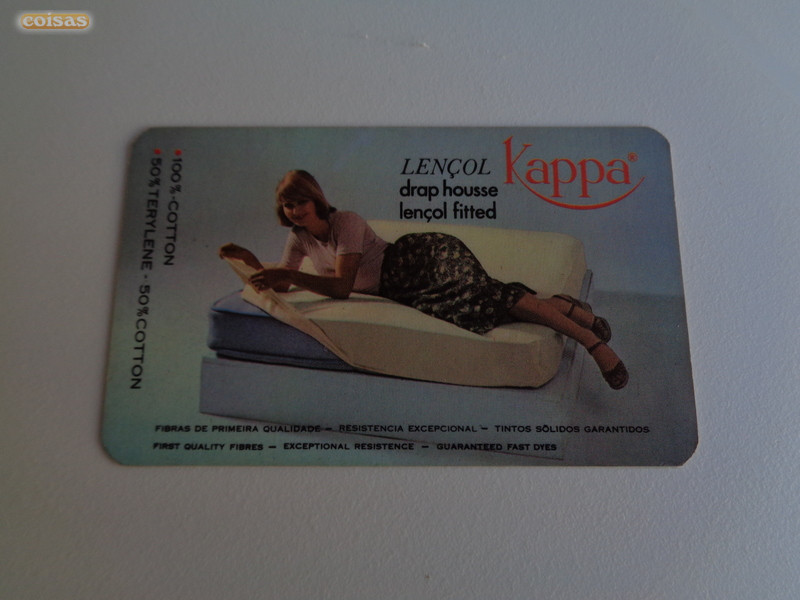 coisas
LENÇOL Kappa®
drap housse
lençol fitted
*100%-COTTON
*50%TERYLENE - 50%COTTON
FIBRAS DE PRIMEIRA QUALIDADE — RESISTENCIA EXCEPCIONAL — TINTOS SÕLIDOS GARANTIDOS
FIRST QUALITY FIBRES — EXCEPTIONAL RESISTENCE — GUARANTEED FAST DYES